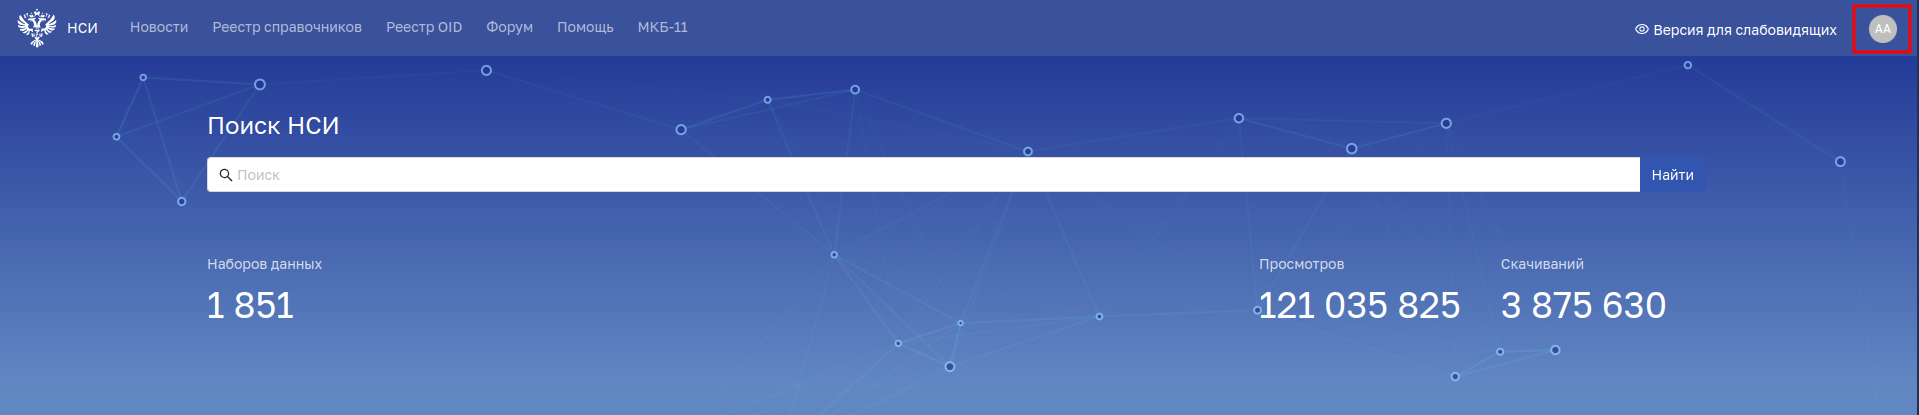 НСИ Новости Реестр справочников Реестр OID Форум Помощь МКБ-11 Версия для слабовидящих АА
Поиск НСИ
Поиск Найти
Наборов данных Просмотров Скачиваний
1 851 121 035 825 3 875 630